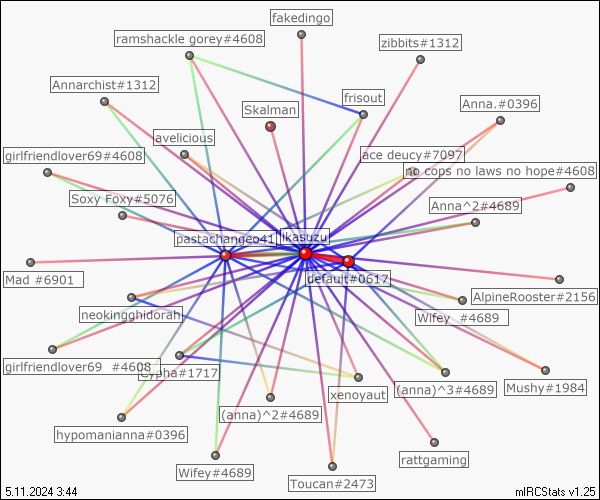 fakedingo
ramshackle gorey#4608
zibbits#1312
Annarchist#1312
frisout
Anna.#0396
Skalman
avelicious
girlfriendlover69#4608
ace deucy#7097
no cops no laws no hope#4608
Soxy Foxy#5076
Anna^2#4689
pastachangeo41
ikasuzu
Mad #6901
default#0617
AlpineRooster#2156
neokingghidorah
Wifey #4689
girlfriendlover69 #4608
Cypha#1717
xenoyaut
(anna)^3#4689
Mushy#1984
(anna)^2#4689
hypomanianna#0396
rattgaming
Wifey#4689
Toucan#2473
5.11.2024 3:44
mIRCStats v1.25